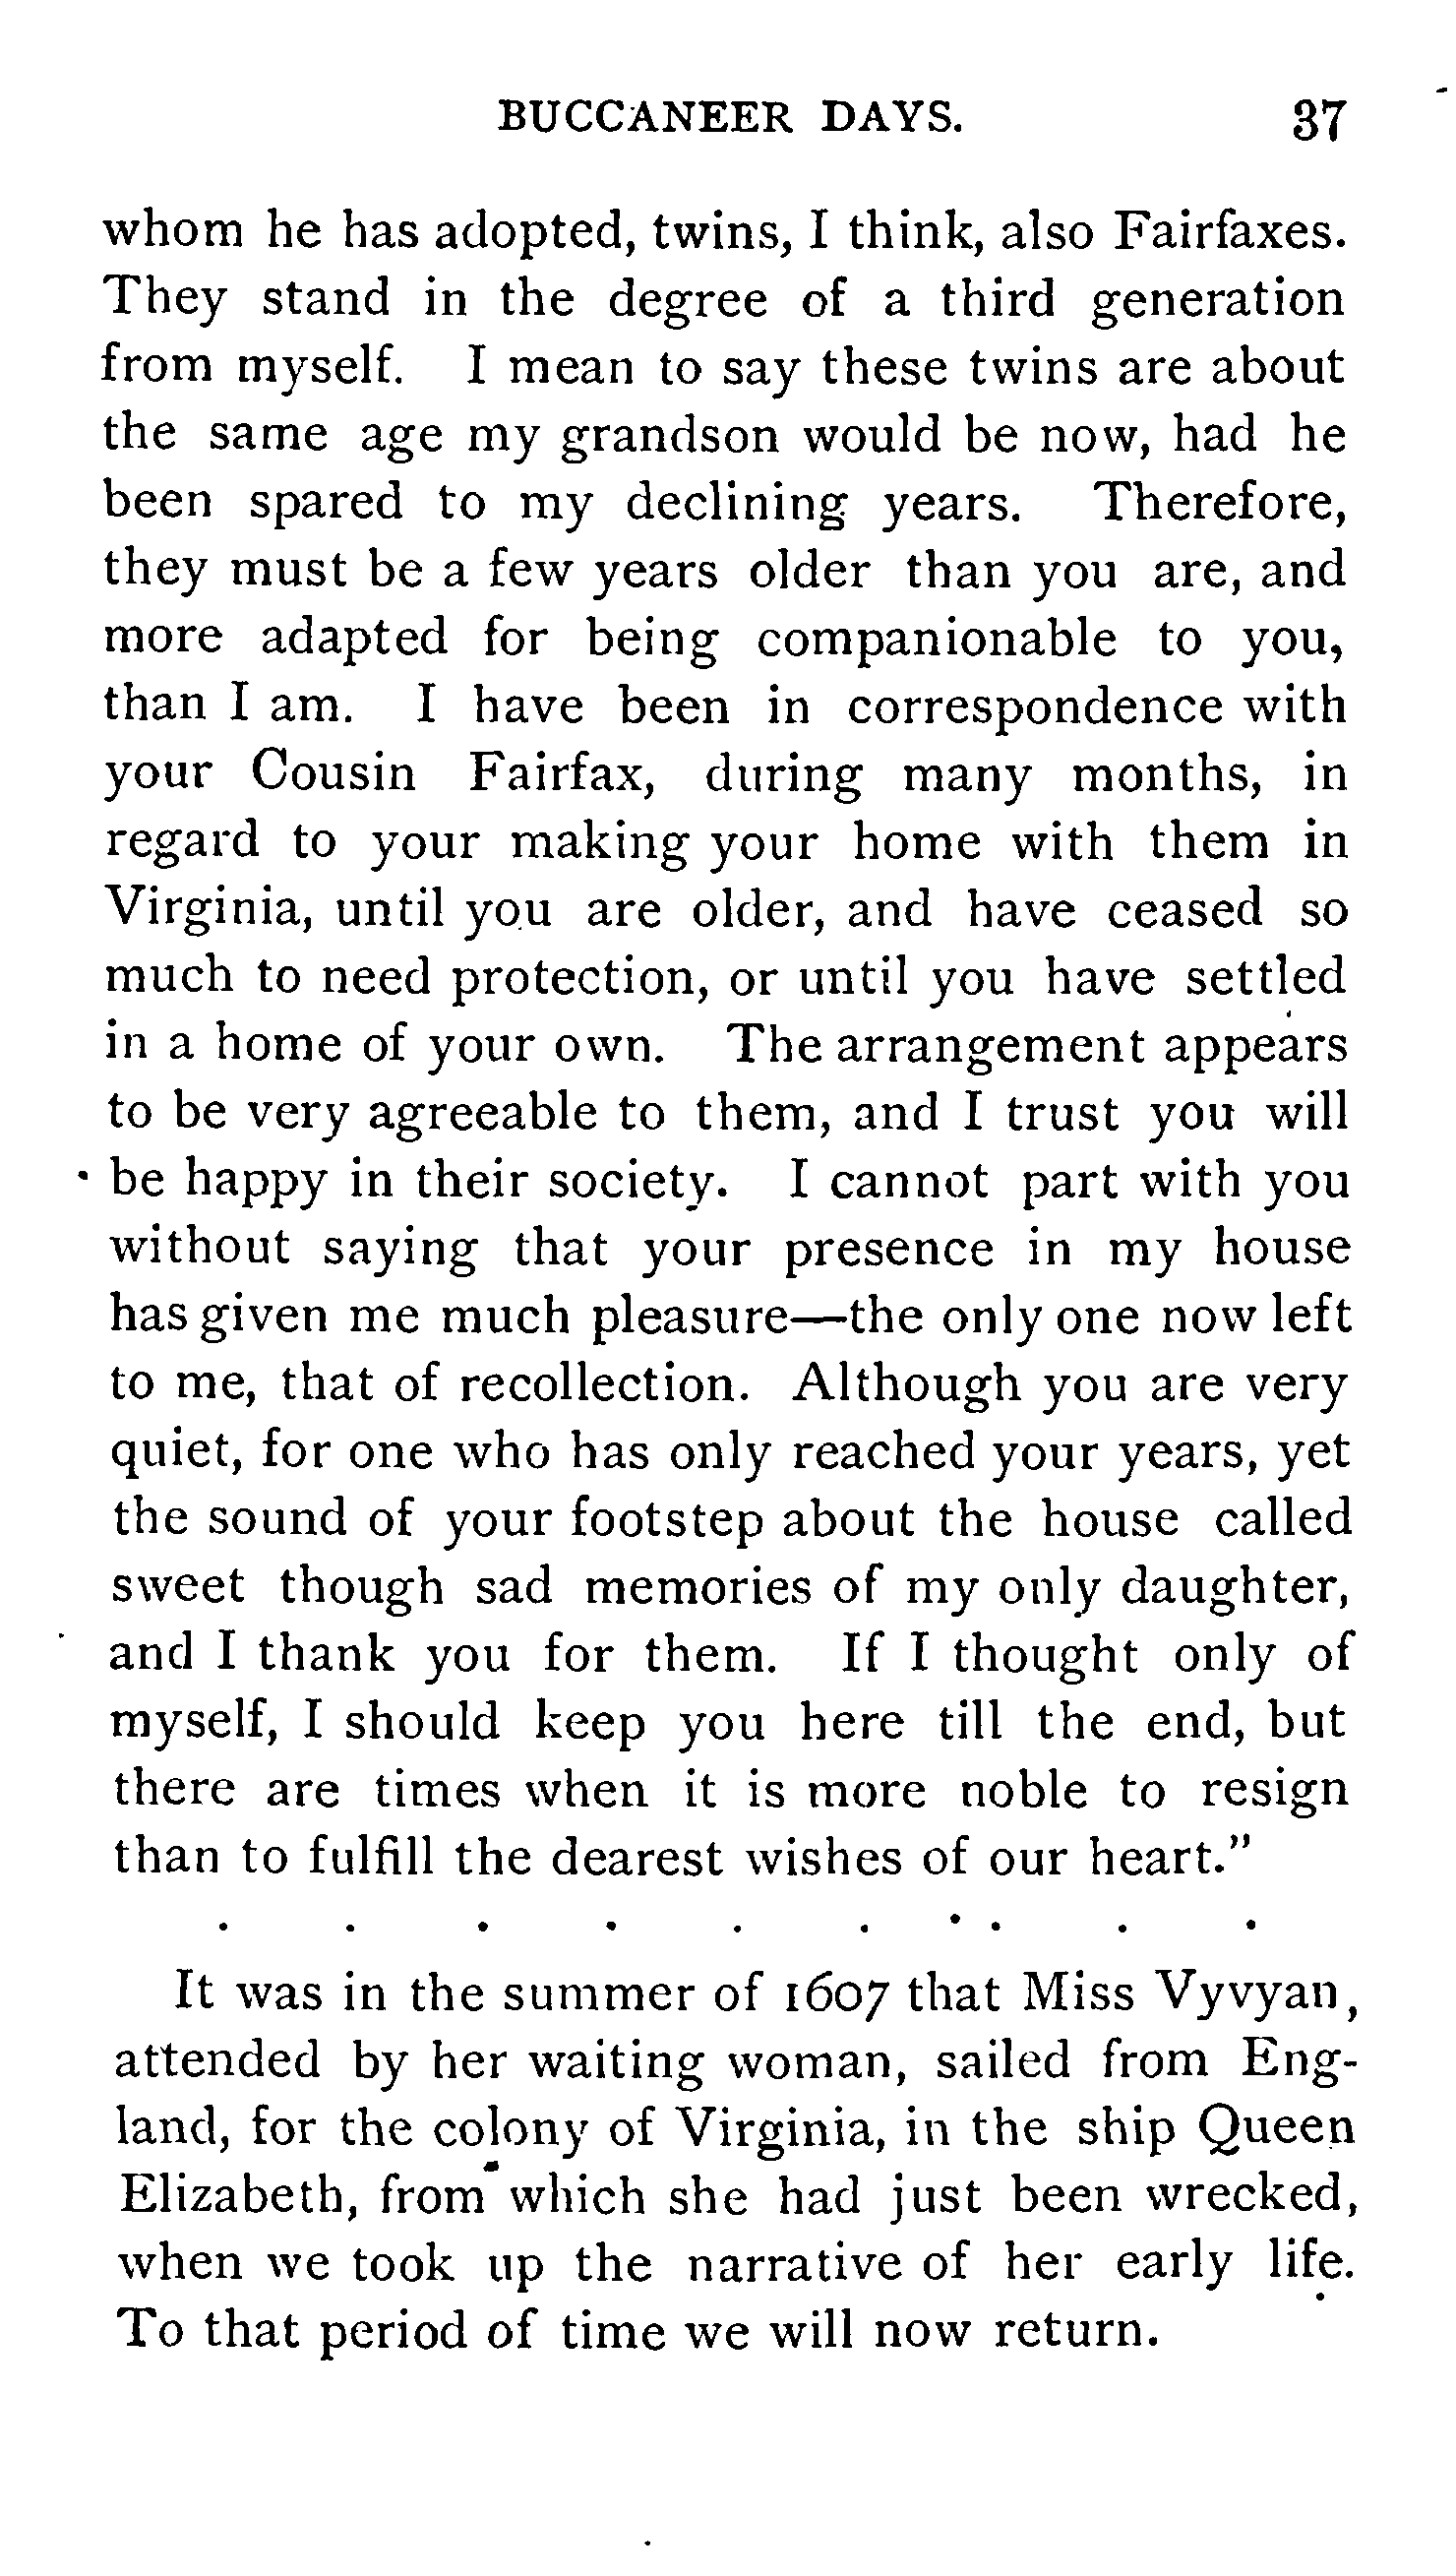 BUCCANEER DAYS. 37
whom he has adopted, twins, I think, also Fairfaxes.
They stand in the degree of a third generation
from myself. I mean to say these twins are about
the same age my grandson would be now, had he
been spared to my declining years. Therefore,
they must be a few years older than you are, and
more adapted for being companionable to you,
than I am. I have been in correspondence with
your Cousin Fairfax, during many months, in
regard to your making your home with them in
Virginia, until you are older, and have ceased so
much to need protection, or until you have settled
in a home of your own. The arrangement appears
to be very agreeable to them, and I trust you will
be happy in their society. I cannot part with you
without saying that your presence in my house
has given me much pleasure—the only one now left
to me, that of recollection. Although you are very
quiet, for one who has only reached your years, yet
the sound of your footstep about the house called
sweet though sad memories of my only daughter,
and I thank you for them. If I thought only of
myself, I should keep you here till the end, but
there are times when it is more noble to resign
than to fulfill the dearest wishes of our heart."
. . . . . . . . .
It was in the summer of 1607 that Miss Vyvyan,
attended by her waiting woman, sailed from Eng-
land, for the colony of Virginia, in the ship Queen
Elizabeth, from which she had just been wrecked,
when we took up the narrative of her early life.
To that period of time we will now return.